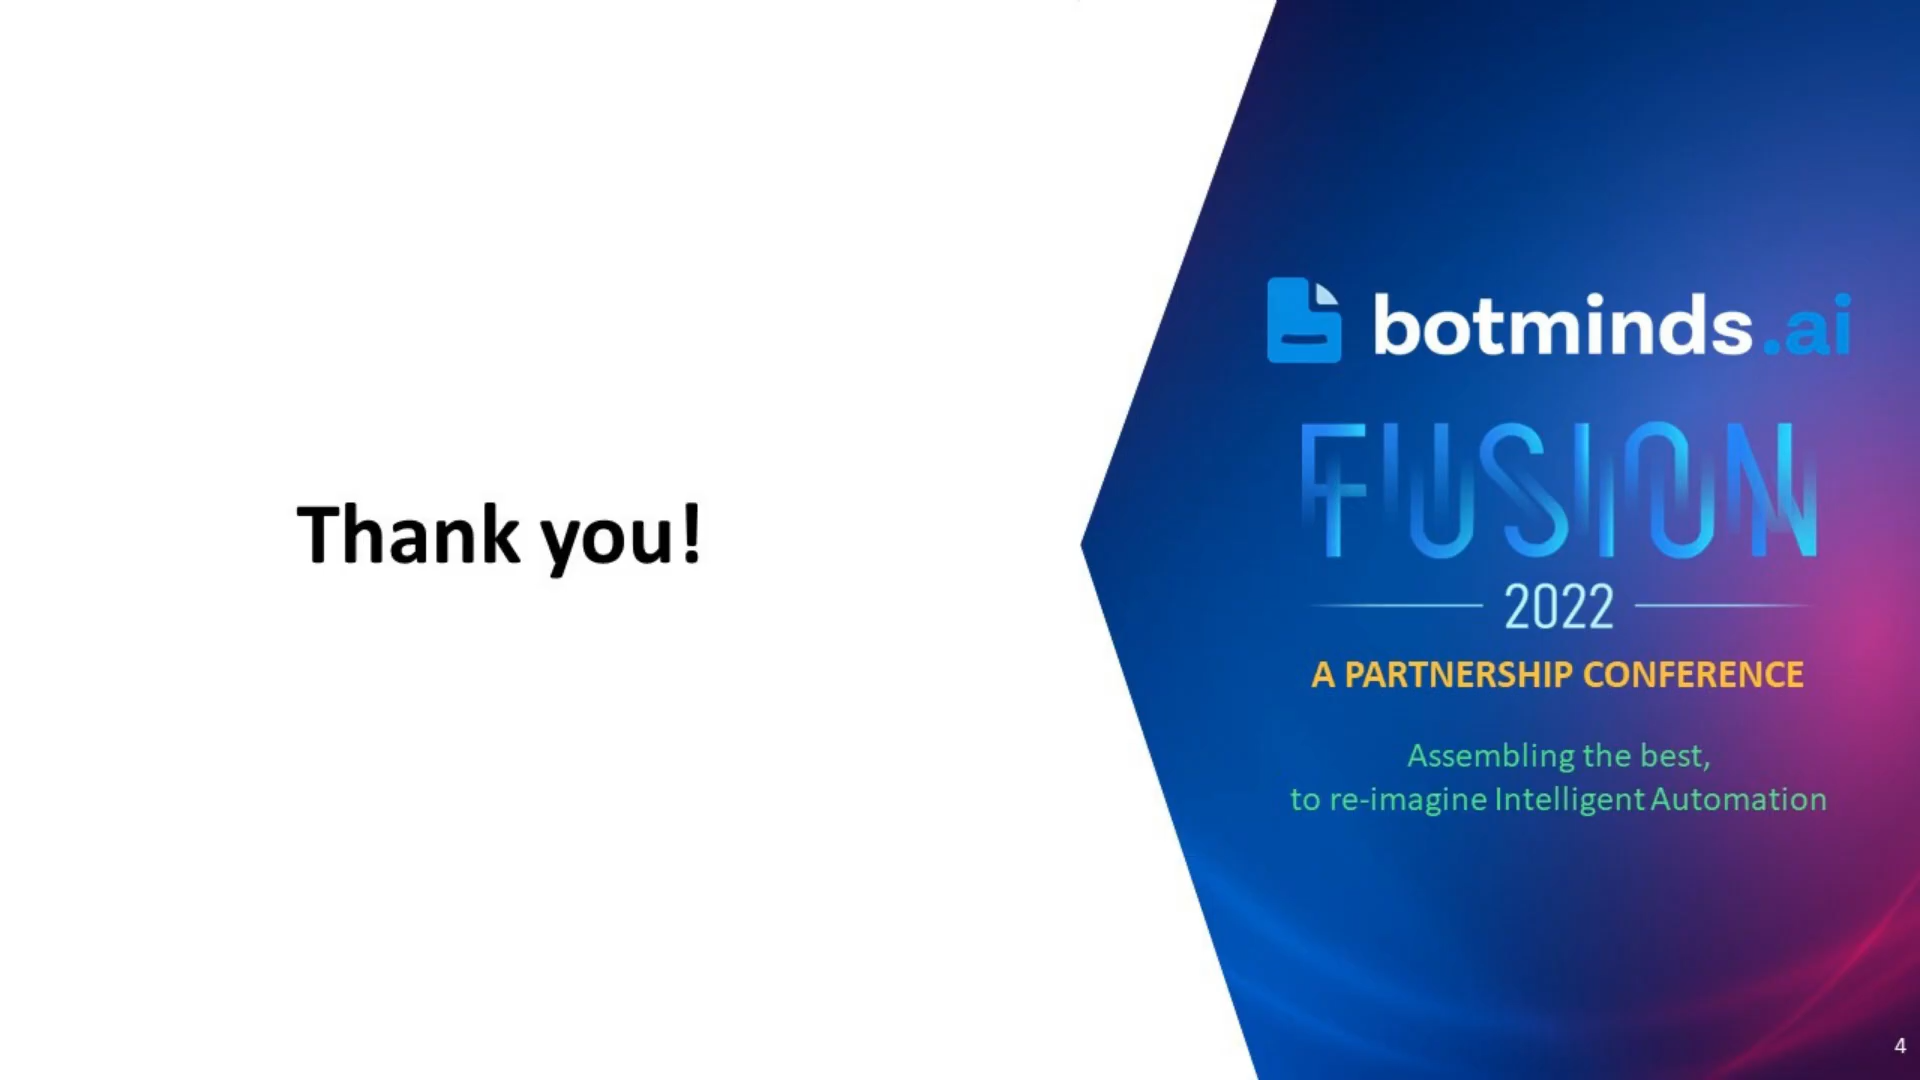 Thank you!
botminds.ai
FUSION
2022
A PARTNERSHIP CONFERENCE
Assembling the best,
to re-imagine Intelligent Automation
4